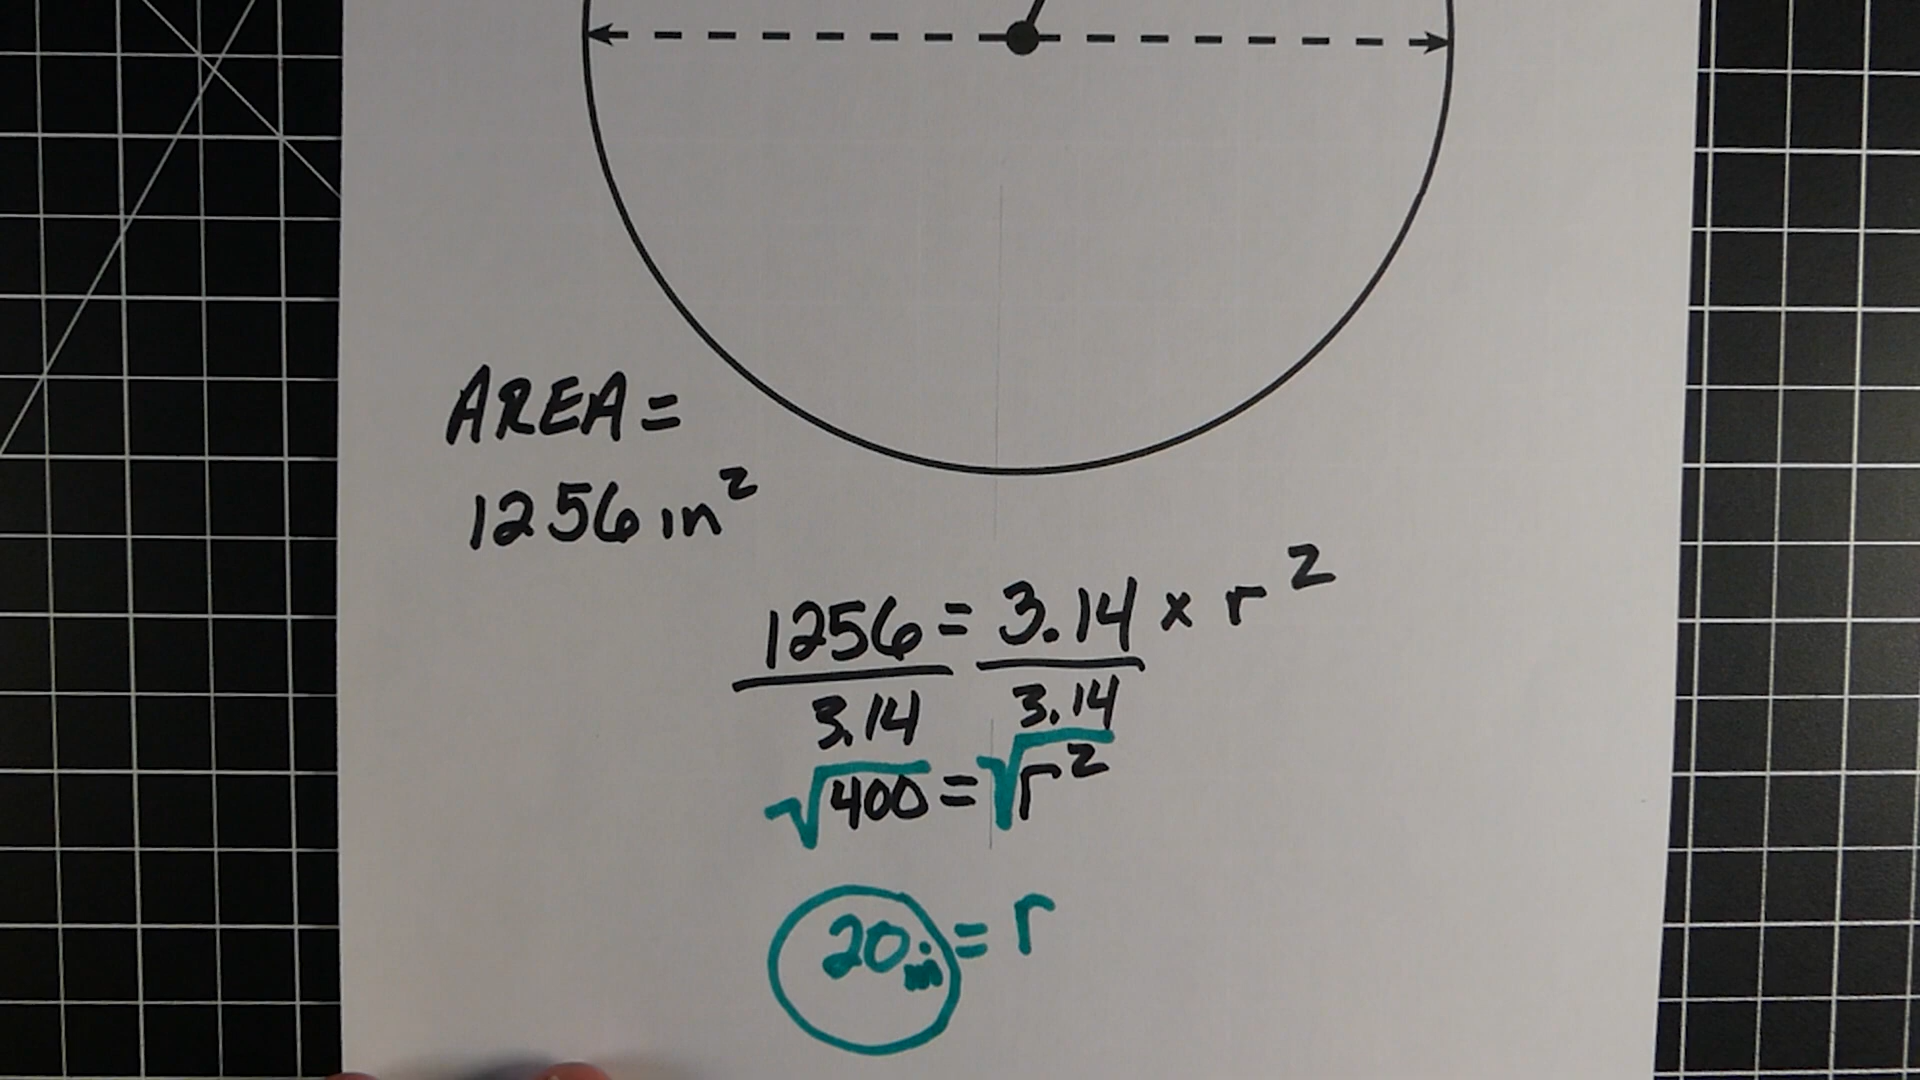 AREA =
1256 in²
1256 = 3.14 x r²
3.14 3.14
√400 = √r²
20 in = r